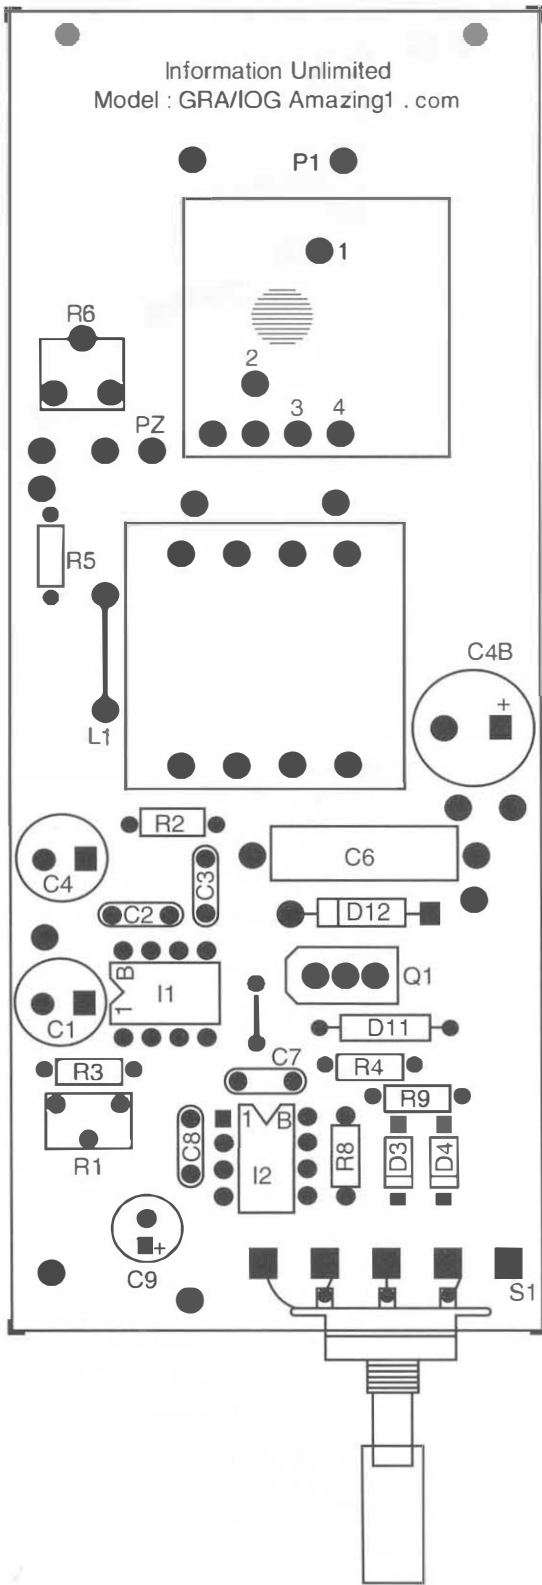 Information Unlimited
Model : GRA/IOG Amazing1 . com
P1
1
R6
2
3 4
PZ
R5
C4B
+
L1
R2
C6
C4
C3
C2
D12
B
I1
1
Q1
C1
D11
C7
R3
R4
R9
1 B
C8
R8
D3
D4
R1
I2
+
C9
S1